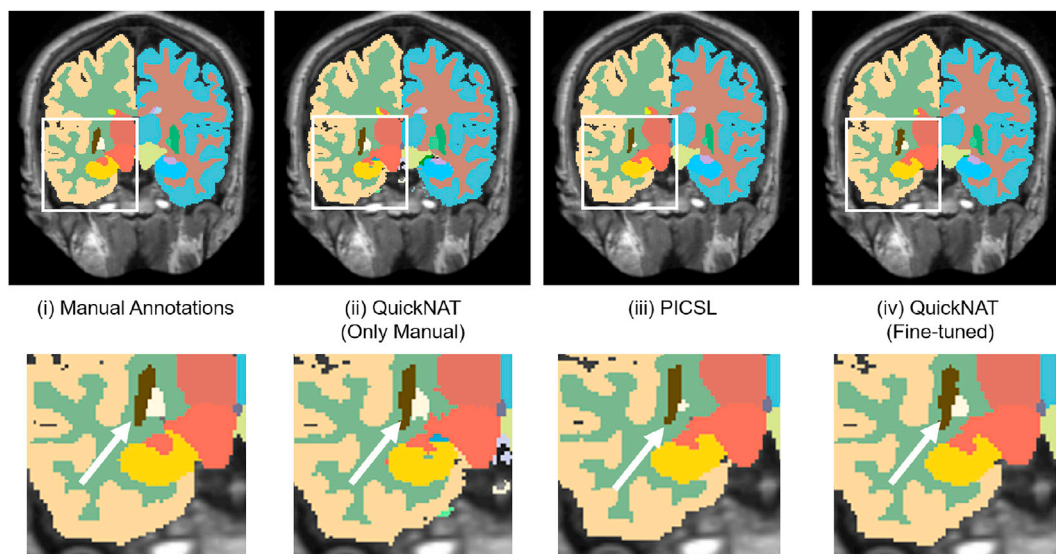 (i) Manual Annotations
(ii) QuickNAT
(Only Manual)
(iii) PICSL
(iv) QuickNAT
(Fine-tuned)